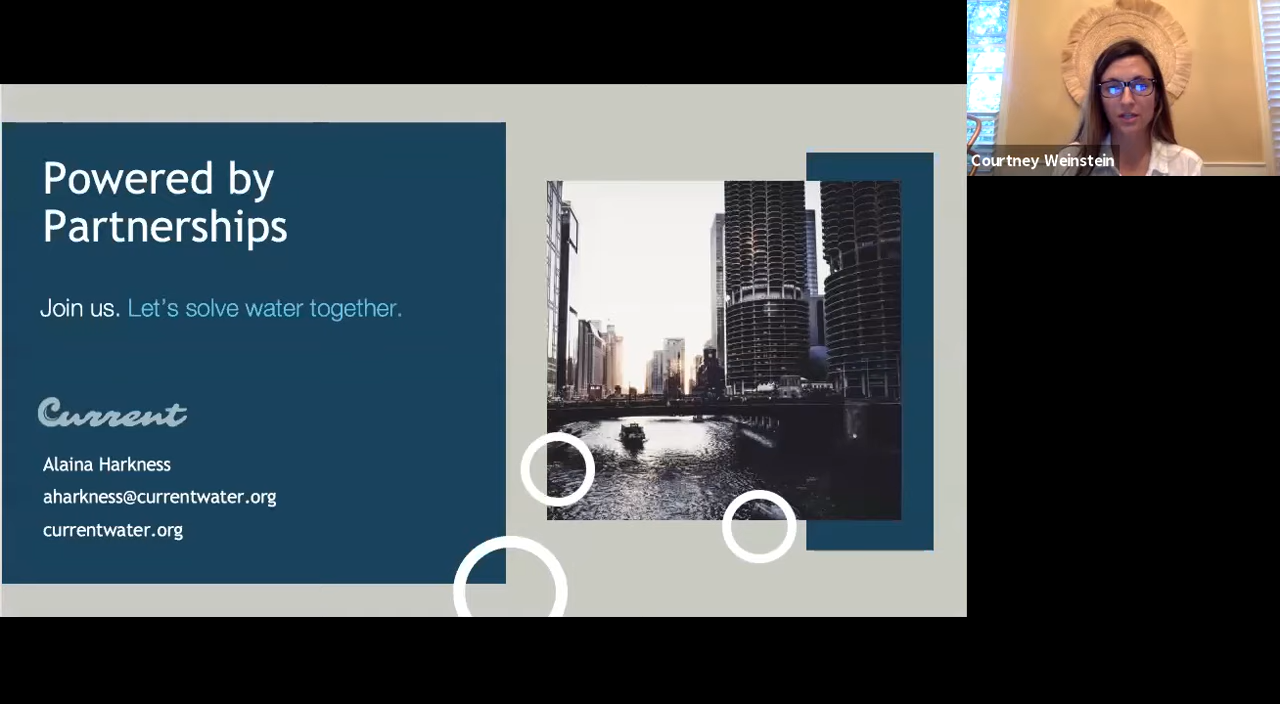 Powered by
Partnerships
Join us. Let's solve water together.
Current
Alaina Harkness
aharkness@currentwater.org
currentwater.org
Courtney Weinstein